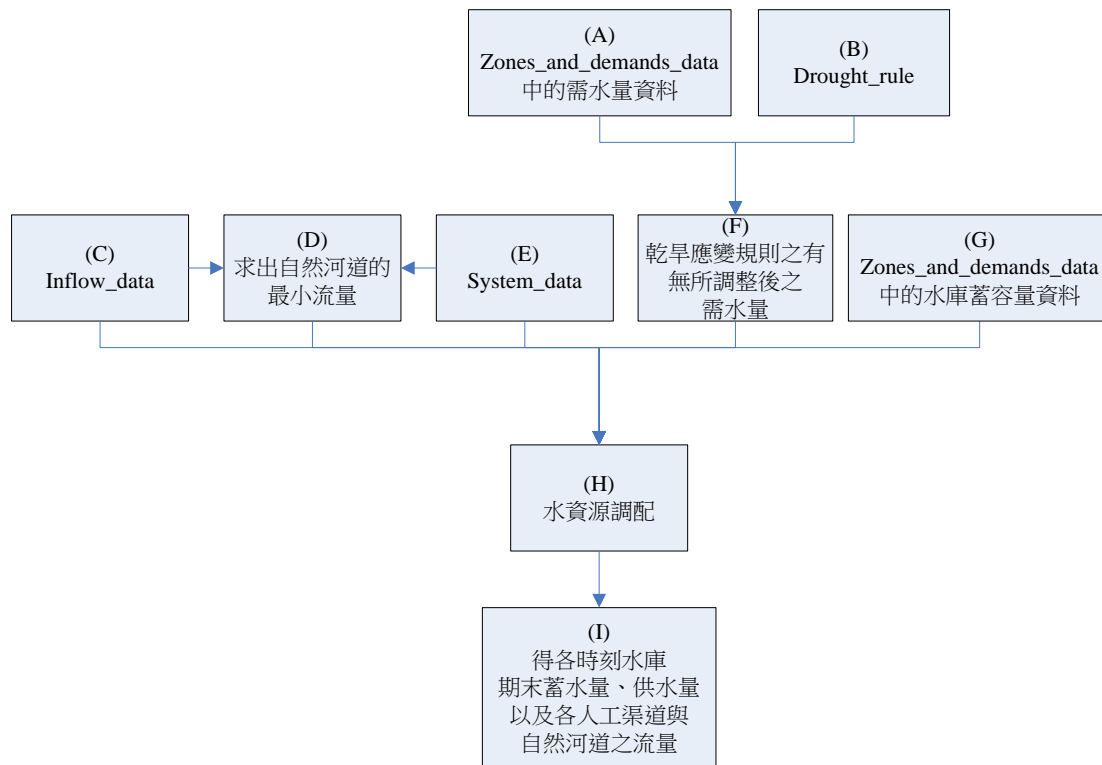 (A)
Zones_and_demands_data
中的需水量資料
(B)
Drought_rule
(C)
Inflow_data
(D)
求出自然河道的
最小流量
(E)
System_data
(F)
乾旱應變規則之有
無所調整後之
需水量
(G)
Zones_and_demands_data
中的水庫蓄容量資料
(H)
水資源調配
(I)
得各時刻水庫
期末蓄水量、供水量
以及各人工渠道與
自然河道之流量